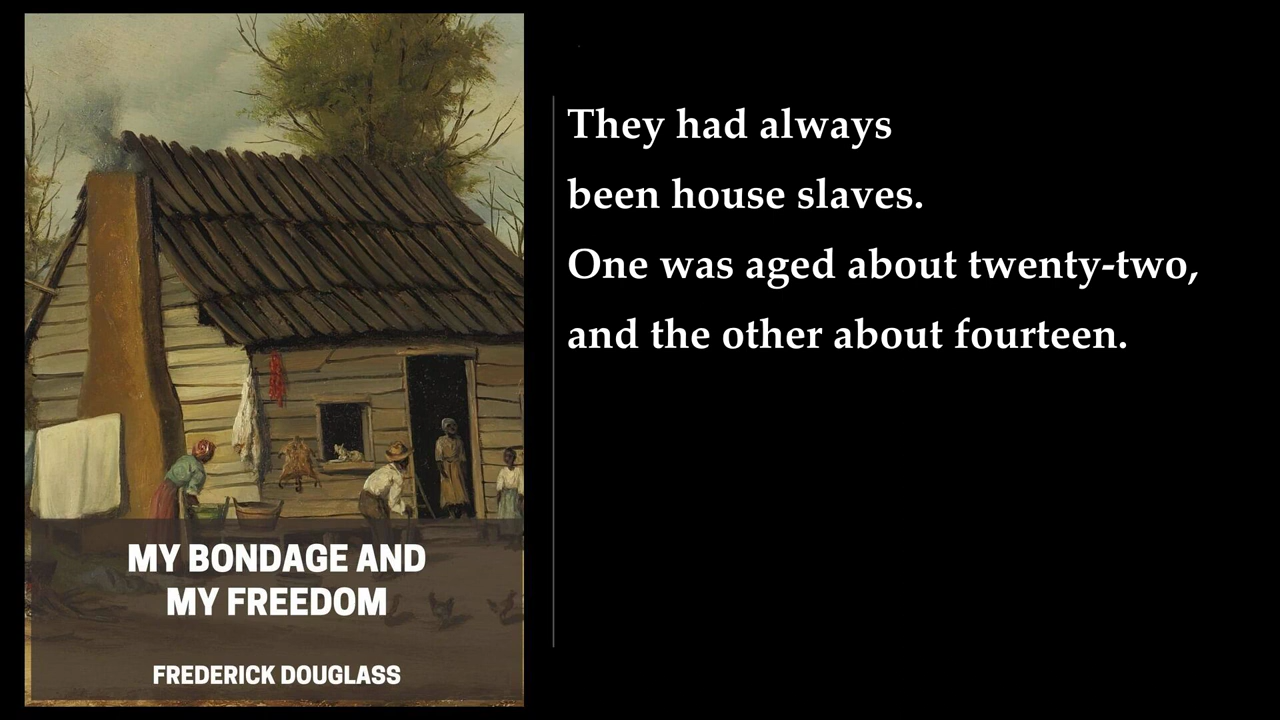 MY BONDAGE AND
MY FREEDOM
FREDERICK DOUGLASS
They had always
been house slaves.
One was aged about twenty-two,
and the other about fourteen.